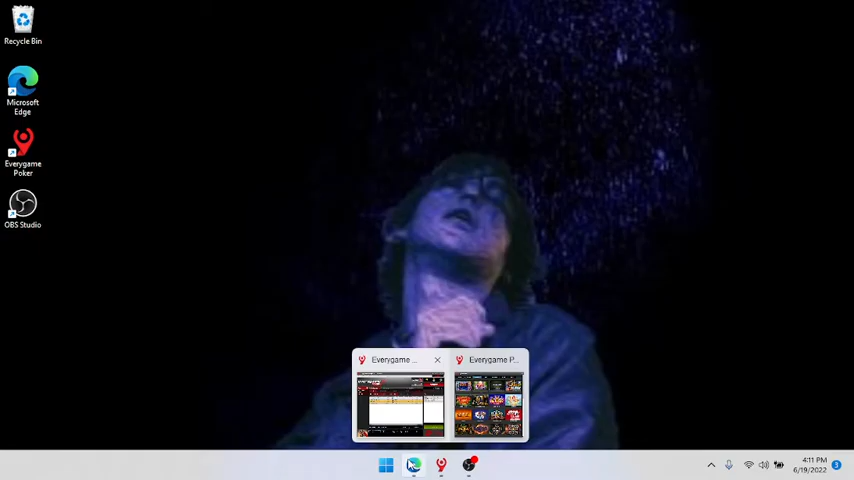 Recycle Bin
Microsoft
Edge
Everygame
Poker
OBS Studio
Everygame ...
Everygame P...
4:11 PM
6/19/2022
3